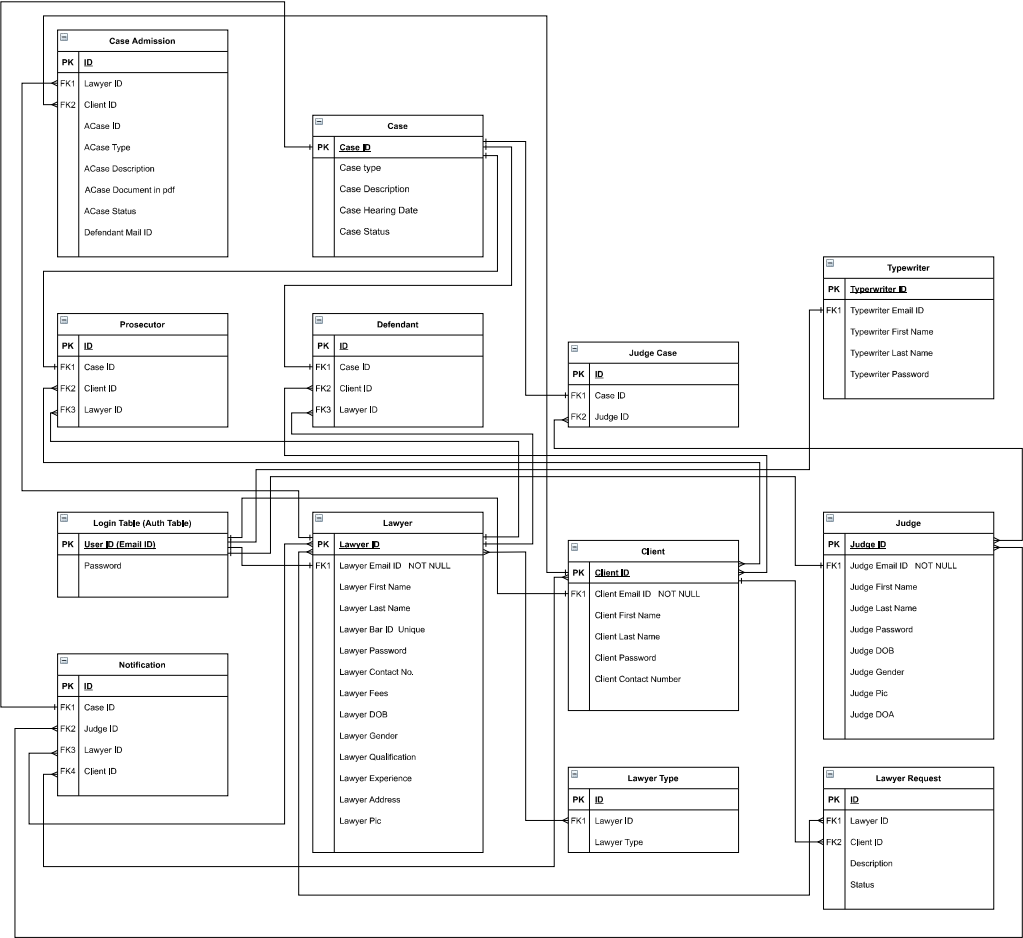 Case Admission
PK ID
FK1 Lawyer ID
FK2 Client ID
ACase ID
ACase Type
ACase Description
ACase Document in pdf
ACase Status
Defendant Mail ID
Case
PK Case ID
Case type
Case Description
Case Hearing Date
Case Status
Typewriter
PK Typerwriter ID
FK1 Typewriter Email ID
Typewriter First Name
Typewriter Last Name
Typewriter Password
Prosecutor
PK ID
FK1 Case ID
FK2 Client ID
FK3 Lawyer ID
Defendant
PK ID
FK1 Case ID
FK2 Client ID
FK3 Lawyer ID
Judge Case
PK ID
FK1 Case ID
FK2 Judge ID
Login Table (Auth Table)
PK User ID (Email ID)
Password
Lawyer
PK Lawyer ID
FK1 Lawyer Email ID NOT NULL
Lawyer First Name
Lawyer Last Name
Lawyer Bar ID Unique
Lawyer Password
Lawyer Contact No.
Lawyer Fees
Lawyer DOB
Lawyer Gender
Lawyer Qualification
Lawyer Experience
Lawyer Address
Lawyer Pic
Client
PK Client ID
FK1 Client Email ID NOT NULL
Client First Name
Client Last Name
Client Password
Client Contact Number
Judge
PK Judge ID
FK1 Judge Email ID NOT NULL
Judge First Name
Judge Last Name
Judge Password
Judge DOB
Judge Gender
Judge Pic
Judge DOA
Notification
PK ID
FK1 Case ID
FK2 Judge ID
FK3 Lawyer ID
FK4 Client ID
Lawyer Type
PK ID
FK1 Lawyer ID
Lawyer Type
Lawyer Request
PK ID
FK1 Lawyer ID
FK2 Client ID
Description
Status